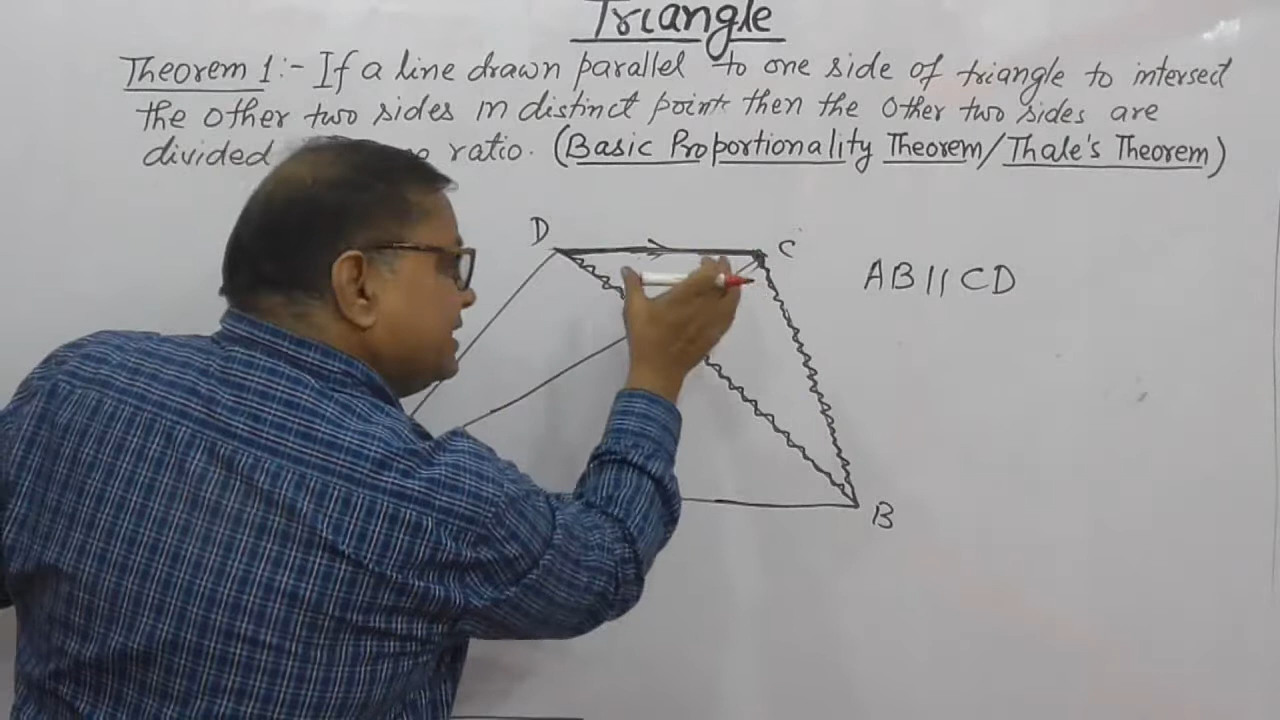 Triangle
Theorem 1:- If a line drawn parallel to one side of triangle to intersect
the other two sides in distinct points then the other two sides are
divided ratio. (Basic Proportionality Theorem/Thale's Theorem)
D
C
AB || CD
B